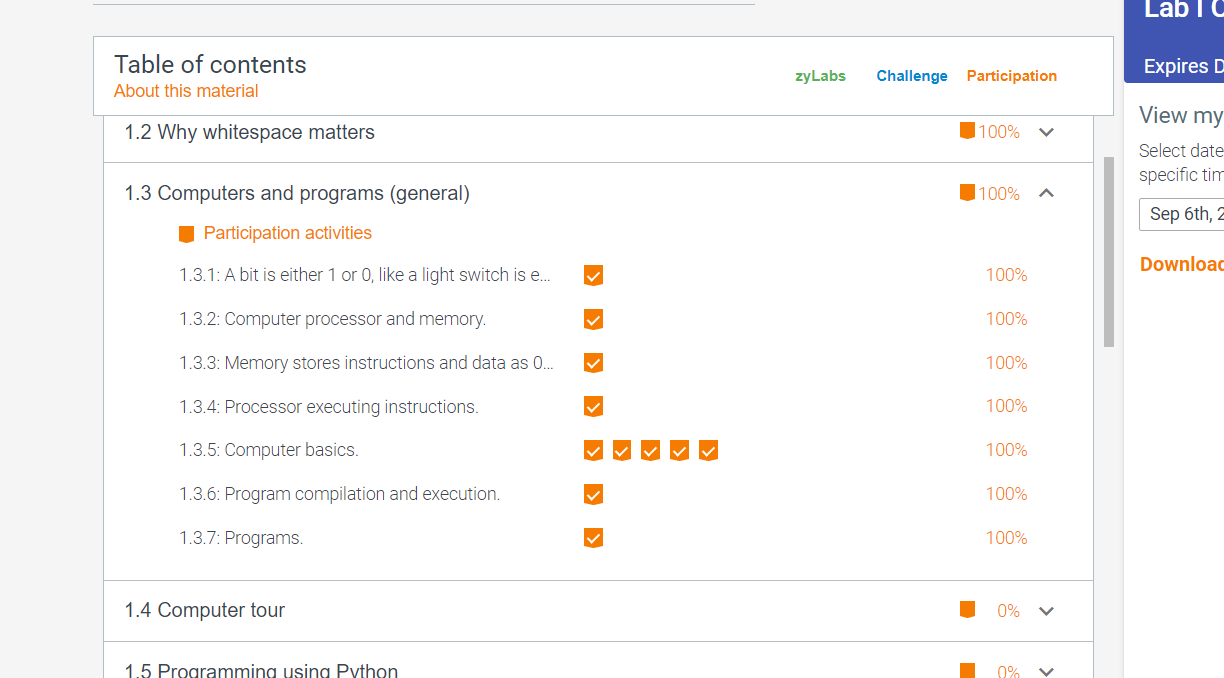 Lab 1 C
Table of contents
About this material
zyLabs Challenge Participation
Expires D
1.2 Why whitespace matters 100%
1.3 Computers and programs (general) 100%
Participation activities
1.3.1: A bit is either 1 or 0, like a light switch is e... 100%
1.3.2: Computer processor and memory. 100%
1.3.3: Memory stores instructions and data as 0... 100%
1.3.4: Processor executing instructions. 100%
1.3.5: Computer basics. 100%
1.3.6: Program compilation and execution. 100%
1.3.7: Programs. 100%
1.4 Computer tour 0%
1.5 Programming using Python 0%
View my
Select date
specific tim
Sep 6th, 2
Download